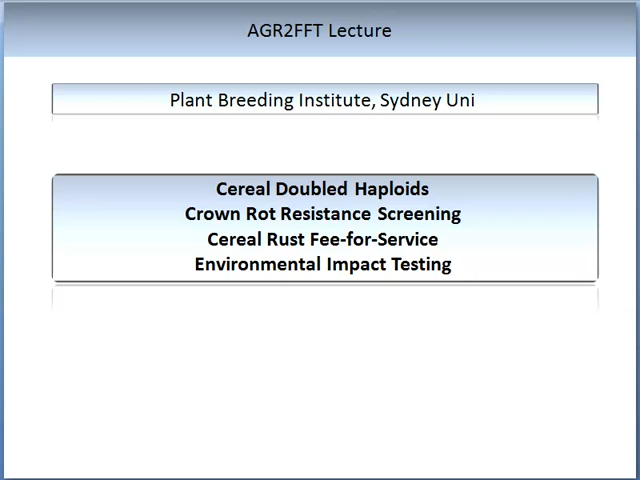 AGR2FFT Lecture
Plant Breeding Institute, Sydney Uni
Cereal Doubled Haploids
Crown Rot Resistance Screening
Cereal Rust Fee-for-Service
Environmental Impact Testing